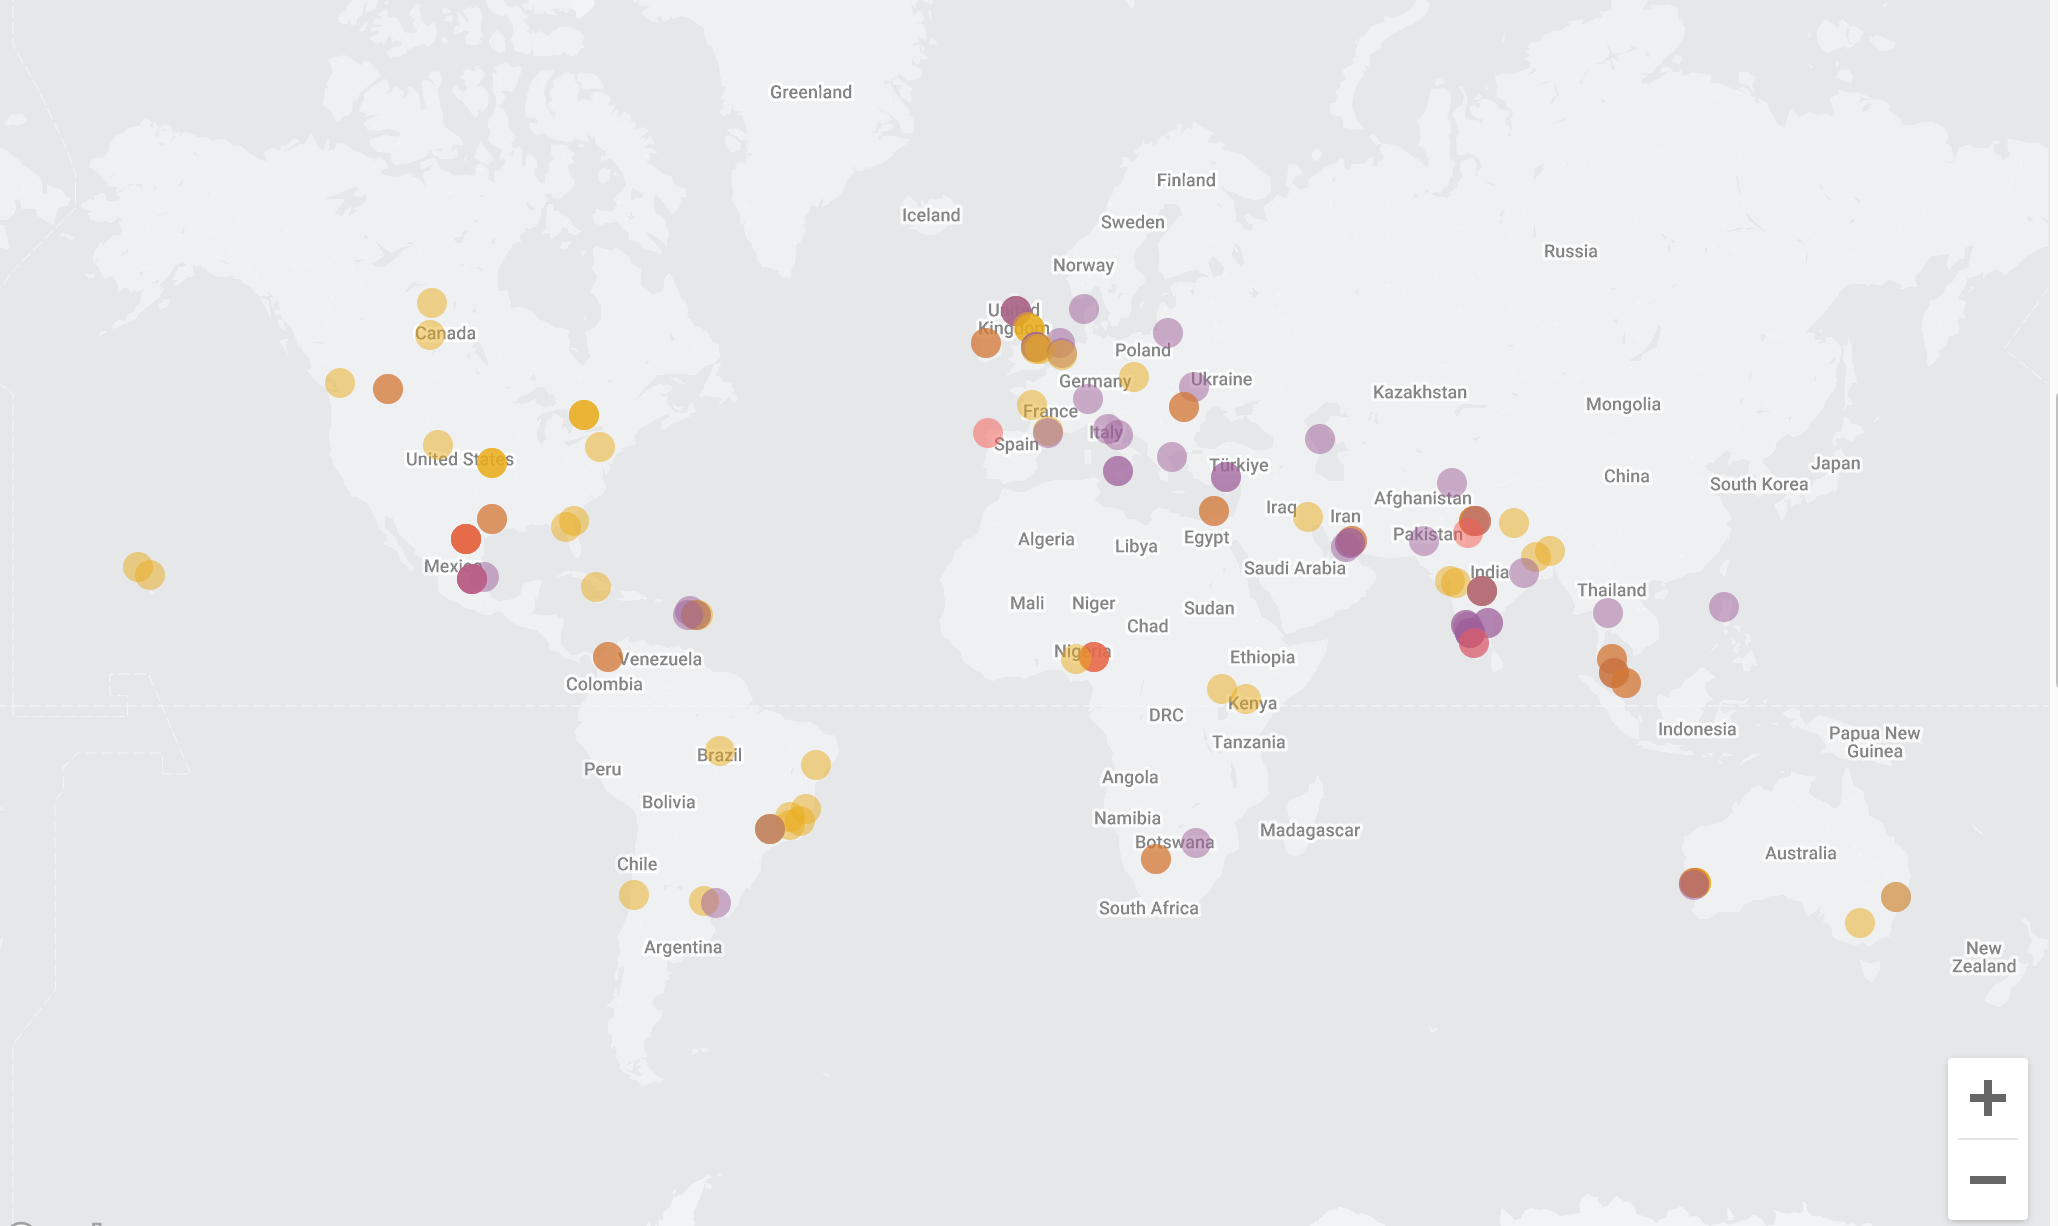 Greenland
Finland
Iceland
Sweden
Russia
Norway
United
Kingdom
Canada
Poland
Ukraine
Germany
Kazakhstan
Mongolia
France
Italy
Spain
United States
Türkiye
Japan
China
South Korea
Afghanistan
Iraq
Iran
Pakistan
Algeria
Libya
Egypt
Mexico
Saudi Arabia
India
Thailand
Mali
Niger
Sudan
Chad
Nigeria
Ethiopia
Venezuela
Colombia
Kenya
DRC
Indonesia
Papua New
Guinea
Tanzania
Brazil
Peru
Angola
Bolivia
Namibia
Madagascar
Botswana
Australia
Chile
South Africa
Argentina
New
Zealand